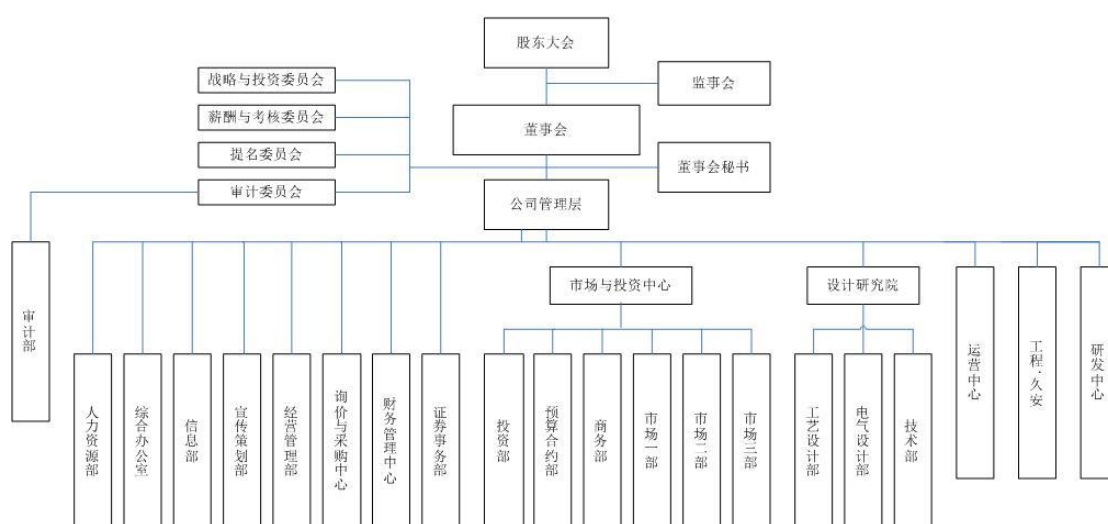 股东大会
战略与投资委员会
监事会
薪酬与考核委员会
董事会
提名委员会
董事会秘书
审计委员会
公司管理层
审计部
市场与投资中心
设计研究院
运营中心
工程·久安
研发中心
人力资源部
综合办公室
信息部
宣传策划部
经营管理部
询价与采购中心
财务管理中心
证券事务部
投资部
预算合约部
商务部
市场一部
市场二部
市场三部
工艺设计部
电气设计部
技术部